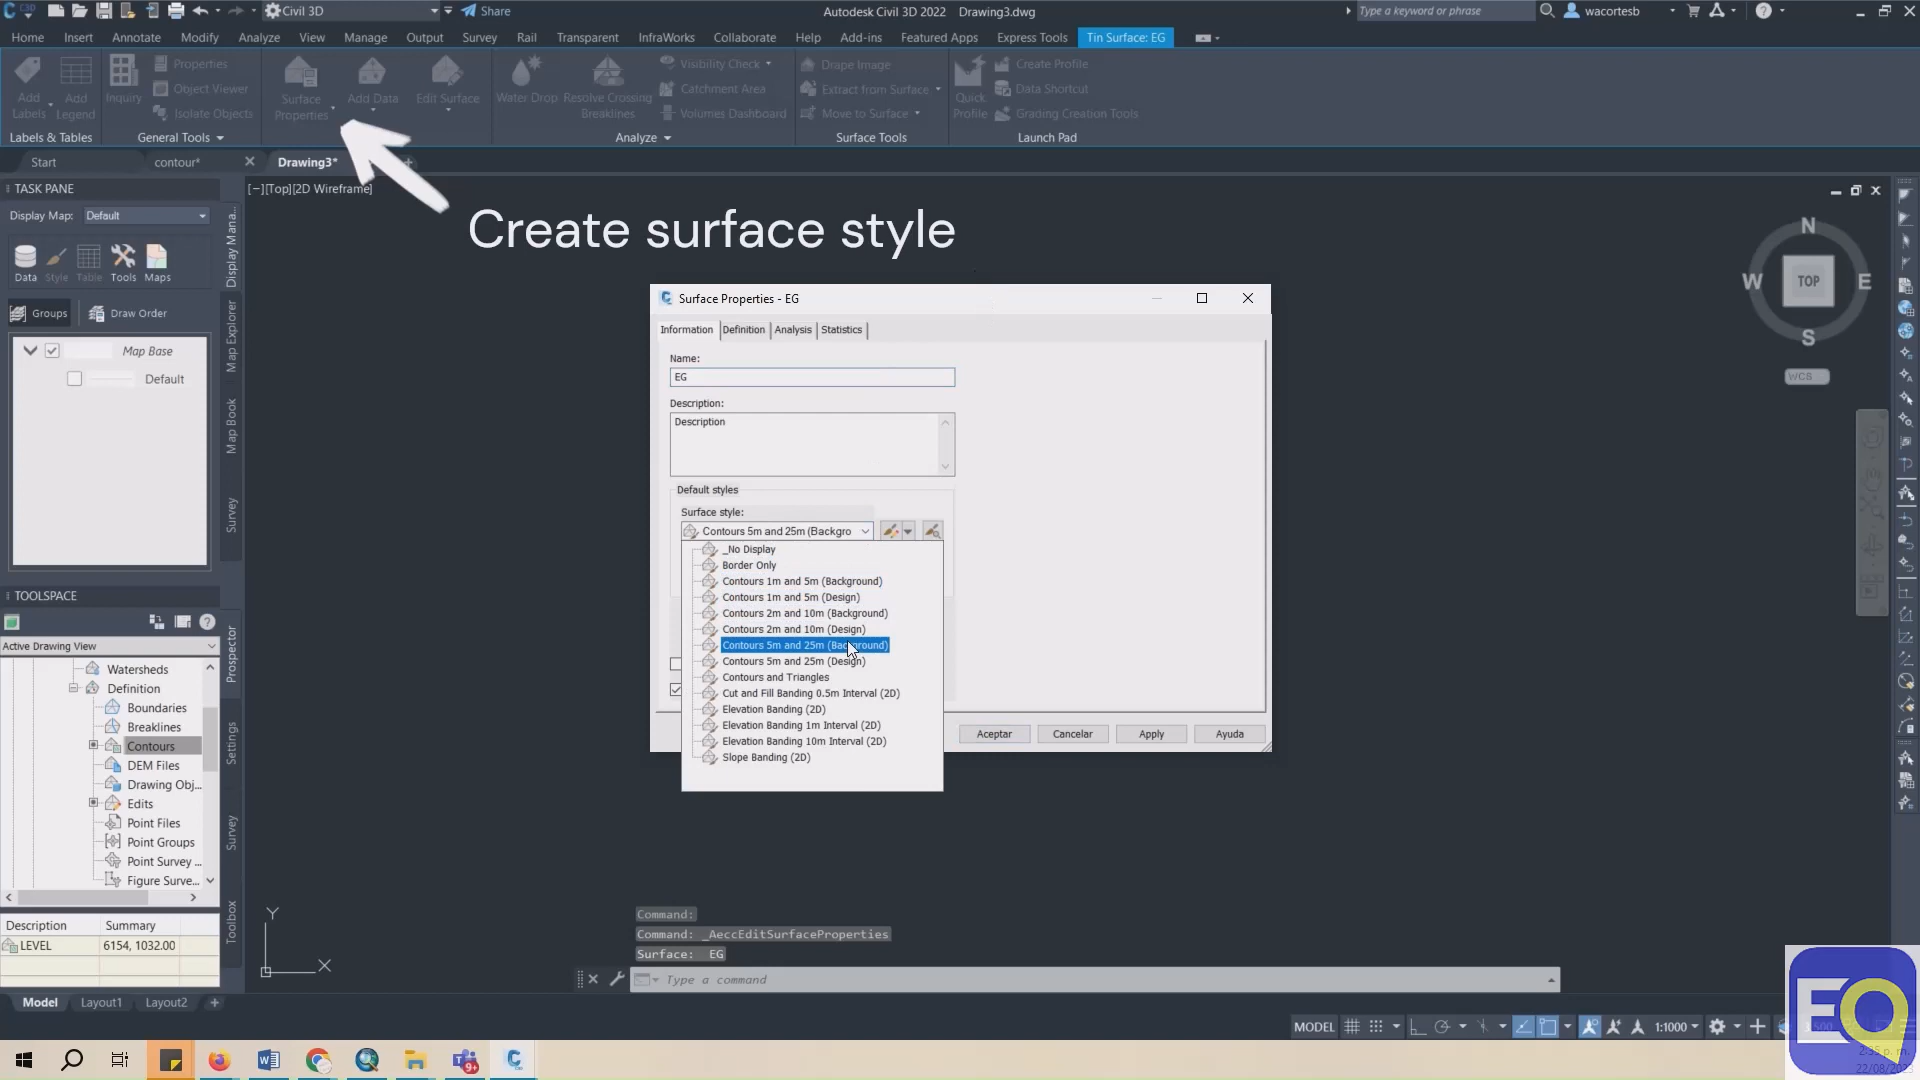 Civil 3D
Share
Autodesk Civil 3D 2022 Drawing3.dwg
Type a keyword or phrase
wacortesb
Home Insert Annotate Modify Analyze View Manage Output Survey Rail Transparent InfraWorks Collaborate Help Add-ins Featured Apps Express Tools Tin Surface: EG
Add Labels
Add Legend
Inquiry
Properties
Object Viewer
Isolate Objects
Surface Properties
Add Data
Edit Surface
Water Drop
Resolve Crossing Breaklines
Visibility Check
Catchment Area
Volumes Dashboard
Drape Image
Extract from Surface
Move to Surface
Quick Profile
Create Profile
Data Shortcut
Grading Creation Tools
Labels & Tables General Tools Analyze Surface Tools Launch Pad
Start contour* Drawing3*
TASK PANE
[−][Top][2D Wireframe]
Display Map: Default
Data Style Table Tools Maps
Groups Draw Order
Map Base
Default
Display Mana...
Map Explorer
Map Book
Survey
Create surface style
N
W TOP E
S
WCS
Surface Properties - EG
Information Definition Analysis Statistics
Name:
EG
Description:
Description
Default styles
Surface style:
Contours 5m and 25m (Backgro
_No Display
Border Only
Contours 1m and 5m (Background)
Contours 1m and 5m (Design)
Contours 2m and 10m (Background)
Contours 2m and 10m (Design)
Contours 5m and 25m (Background)
Contours 5m and 25m (Design)
Contours and Triangles
Cut and Fill Banding 0.5m Interval (2D)
Elevation Banding (2D)
Elevation Banding 1m Interval (2D)
Elevation Banding 10m Interval (2D)
Slope Banding (2D)
Aceptar Cancelar Apply Ayuda
TOOLSPACE
Active Drawing View
Watersheds
Definition
Boundaries
Breaklines
Contours
DEM Files
Drawing Obj...
Edits
Point Files
Point Groups
Point Survey ...
Figure Surve...
Prospector
Settings
Survey
Toolbox
Description Summary
LEVEL 6154, 1032.00
Y
X
Command:
Command: _AeccEditSurfaceProperties
Surface: EG
Type a command
Model Layout1 Layout2
MODEL
1:1000
9+
EQ